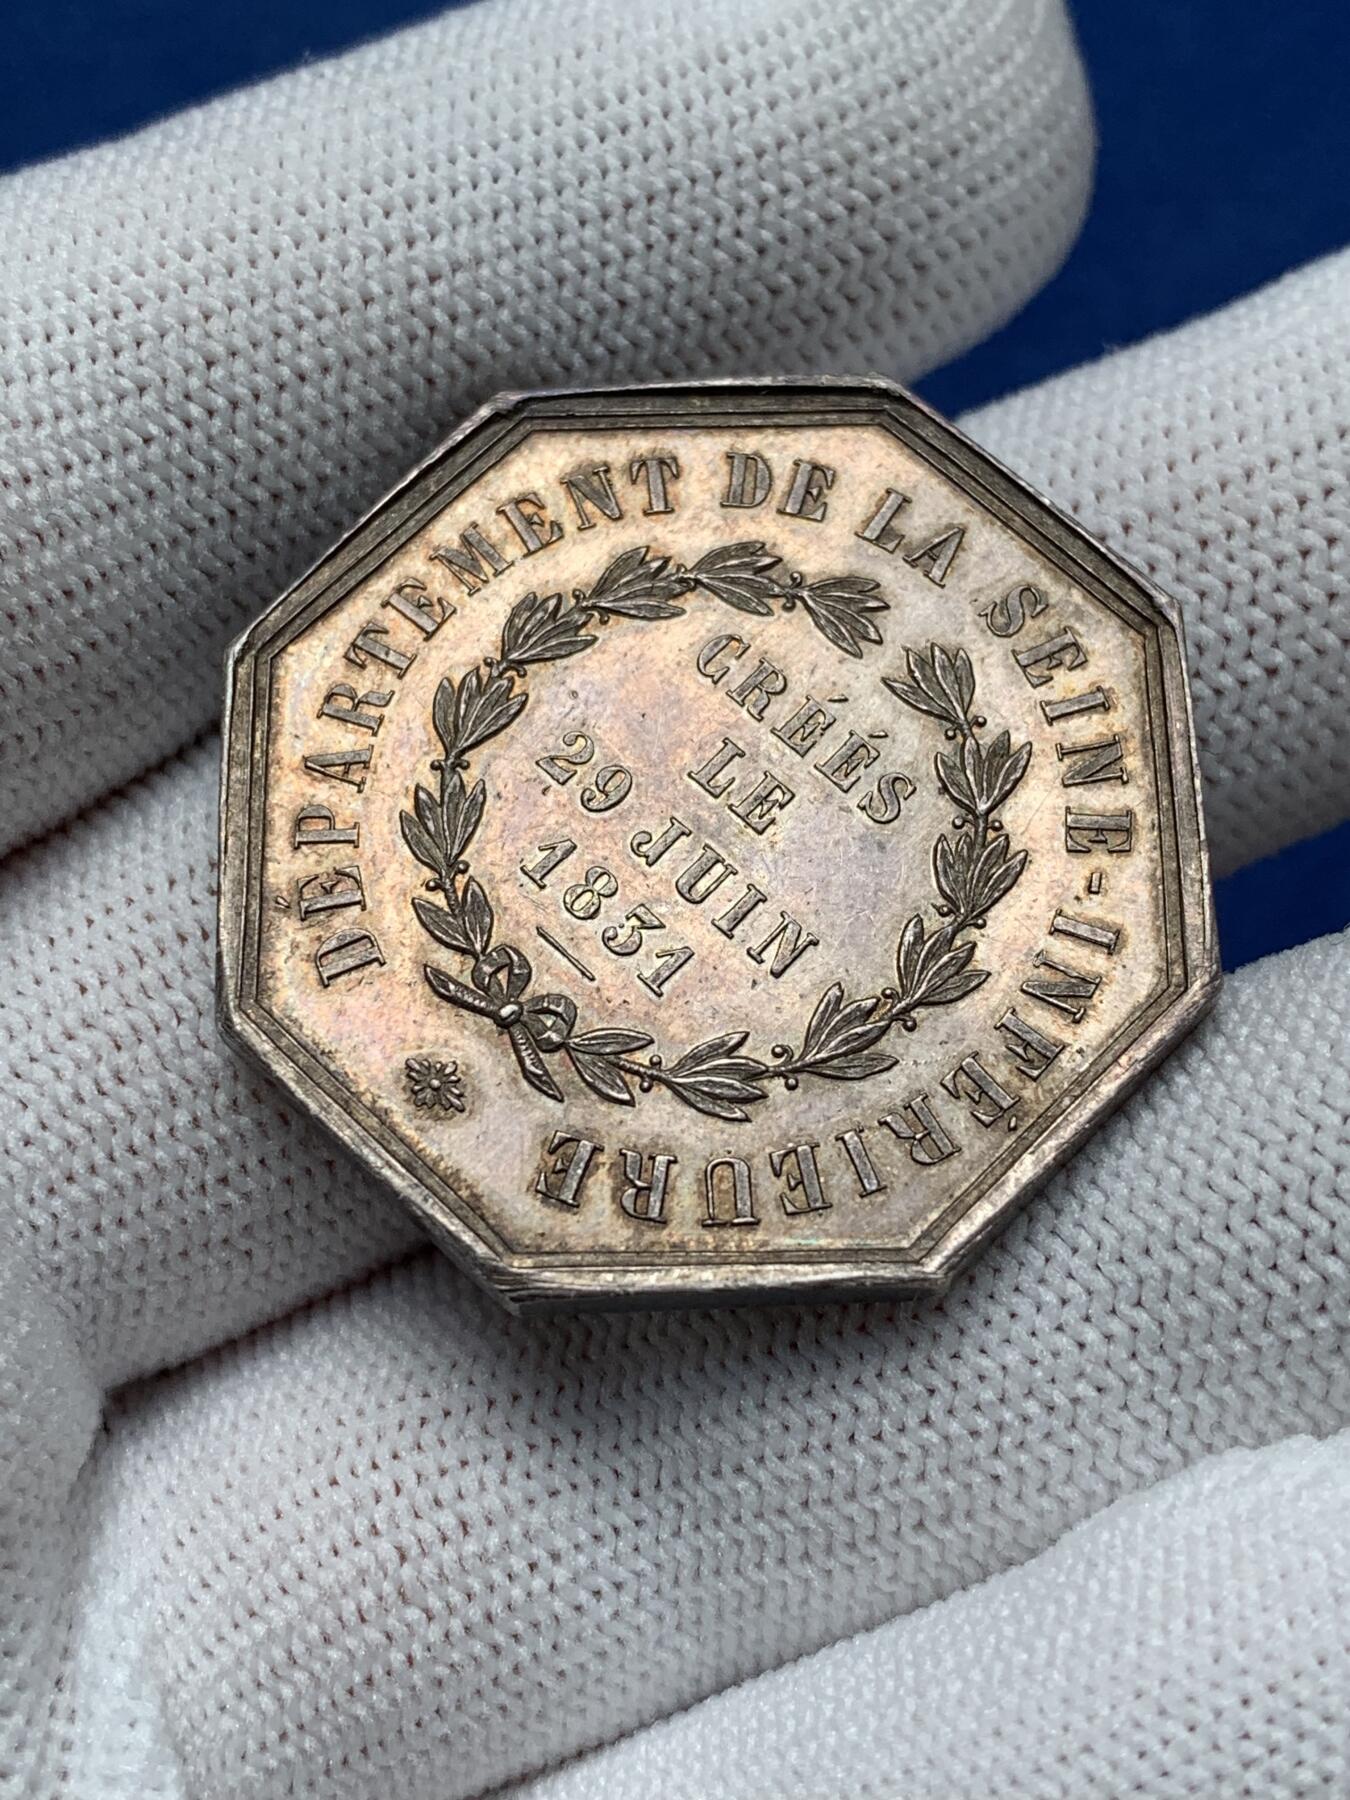 DÉPARTEMENT DE LA SEINE-INFÉRIEURE
CRÉÉS
LE
29 JUIN
1831